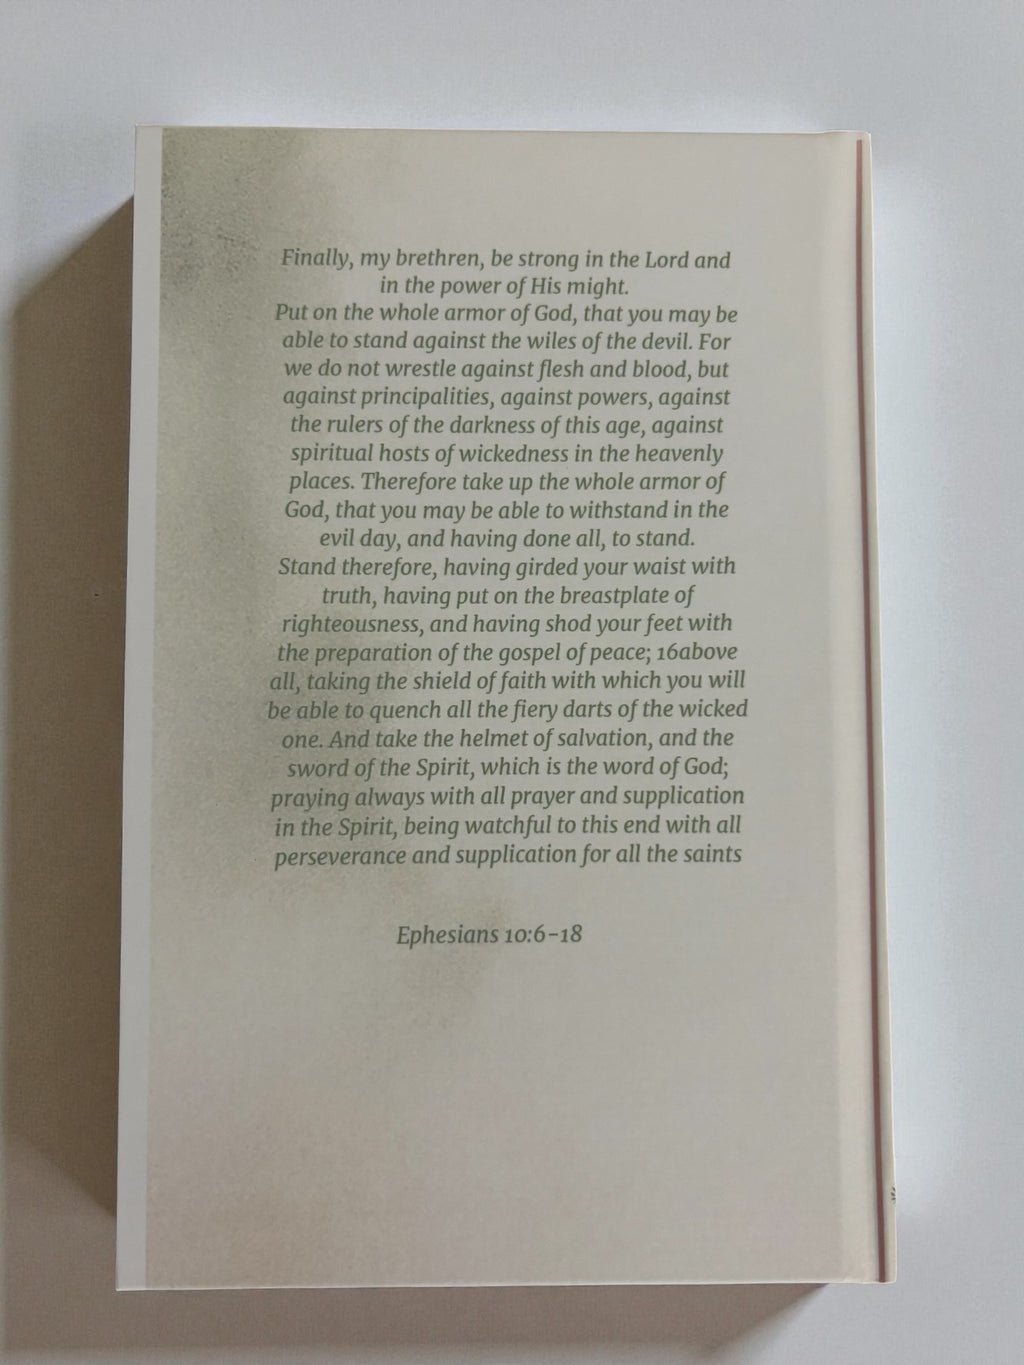 Finally, my brethren, be strong in the Lord and
in the power of His might.
Put on the whole armor of God, that you may be
able to stand against the wiles of the devil. For
we do not wrestle against flesh and blood, but
against principalities, against powers, against
the rulers of the darkness of this age, against
spiritual hosts of wickedness in the heavenly
places. Therefore take up the whole armor of
God, that you may be able to withstand in the
evil day, and having done all, to stand.
Stand therefore, having girded your waist with
truth, having put on the breastplate of
righteousness, and having shod your feet with
the preparation of the gospel of peace; 16above
all, taking the shield of faith with which you will
be able to quench all the fiery darts of the wicked
one. And take the helmet of salvation, and the
sword of the Spirit, which is the word of God;
praying always with all prayer and supplication
in the Spirit, being watchful to this end with all
perseverance and supplication for all the saints
Ephesians 10:6-18